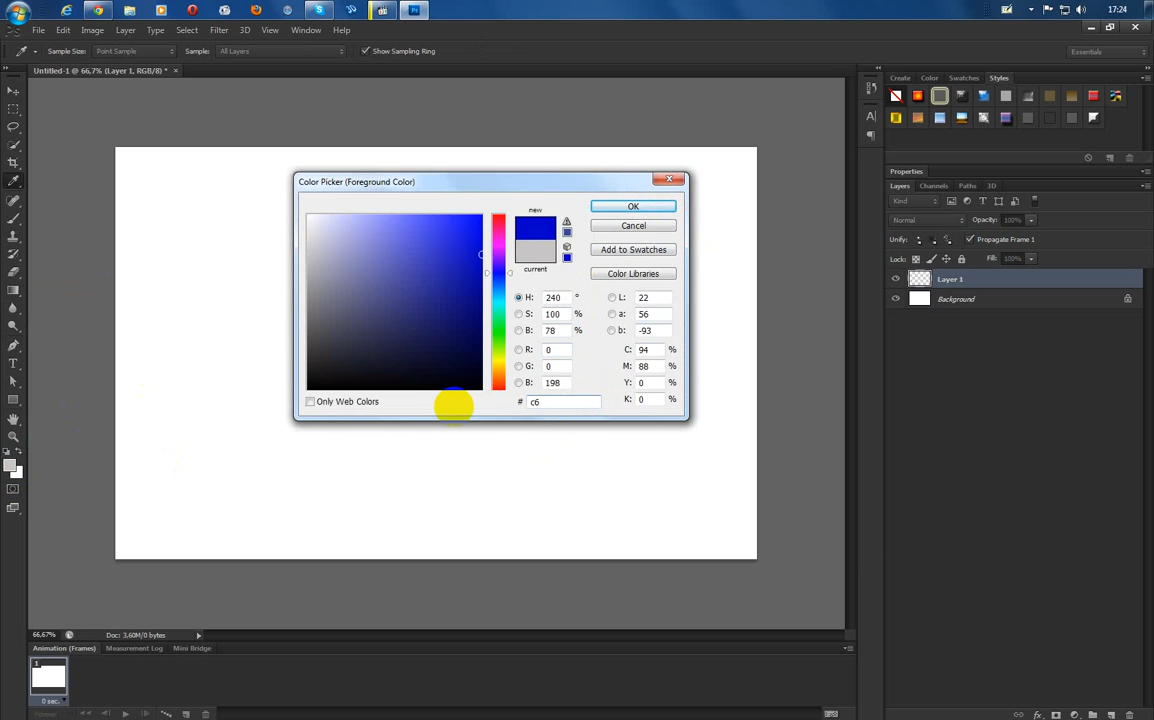 17:24
File Edit Image Layer Type Select Filter 3D View Window Help
Sample Size: Point Sample Sample: All Layers Show Sampling Ring Essentials
Untitled-1 @ 66,7% (Layer 1, RGB/8) * ×
Create Color Swatches Styles
Color Picker (Foreground Color)
new
current
OK
Cancel
Add to Swatches
Color Libraries
H: 240 ° L: 22
S: 100 % a: 56
B: 78 % b: -93
R: 0 C: 94 %
G: 0 M: 88 %
B: 198 Y: 0 %
# c6 K: 0 %
Only Web Colors
Properties
Layers Channels Paths 3D
Kind
Normal Opacity: 100%
Unify: Propagate Frame 1
Lock: Fill: 100%
Layer 1
Background
66,67% Doc: 3,60M/0 bytes
Animation (Frames) Measurement Log Mini Bridge
1
0 sec.
Forever